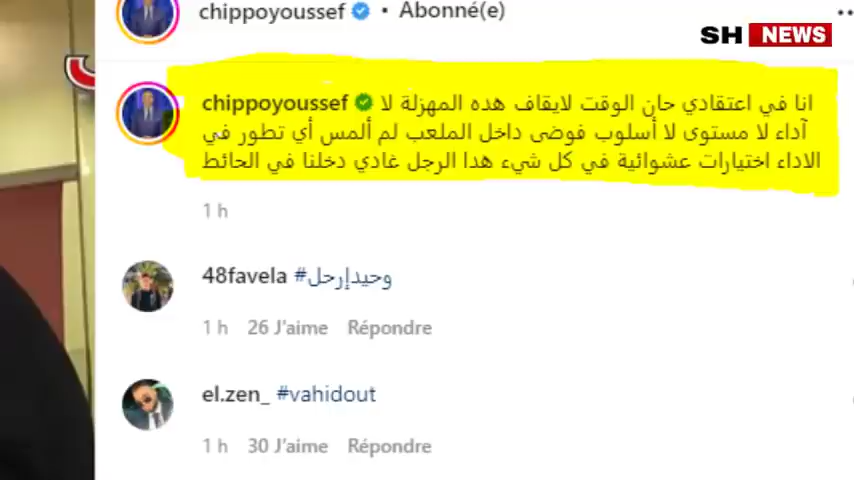 chippoyoussef • Abonné(e)
SH NEWS
chippoyoussef انا في اعتقادي حان الوقت لايقاف هده المهزلة لا
آداء لا مستوى لا أسلوب فوضى داخل الملعب لم ألمس أي تطور في
الاداء اختيارات عشوائية في كل شيء هدا الرجل غادي دخلنا في الحائط
1 h
48favela #وحيدإرحل
1 h 26 J'aime Répondre
el.zen_ #vahidout
1 h 30 J'aime Répondre